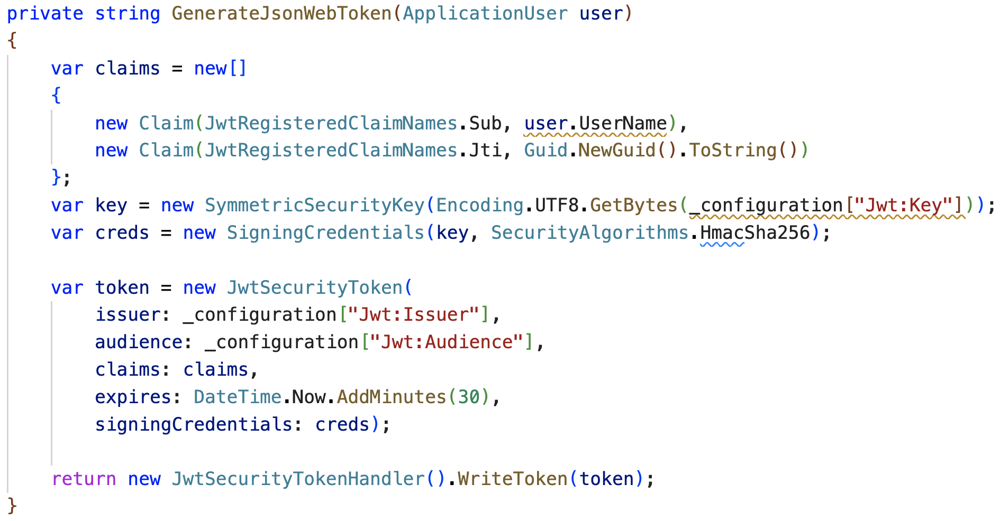 private string GenerateJsonWebToken(ApplicationUser user)
{
    var claims = new[]
    {
        new Claim(JwtRegisteredClaimNames.Sub, user.UserName),
        new Claim(JwtRegisteredClaimNames.Jti, Guid.NewGuid().ToString())
    };
    var key = new SymmetricSecurityKey(Encoding.UTF8.GetBytes(_configuration["Jwt:Key"]));
    var creds = new SigningCredentials(key, SecurityAlgorithms.HmacSha256);

    var token = new JwtSecurityToken(
        issuer: _configuration["Jwt:Issuer"],
        audience: _configuration["Jwt:Audience"],
        claims: claims,
        expires: DateTime.Now.AddMinutes(30),
        signingCredentials: creds);

    return new JwtSecurityTokenHandler().WriteToken(token);
}